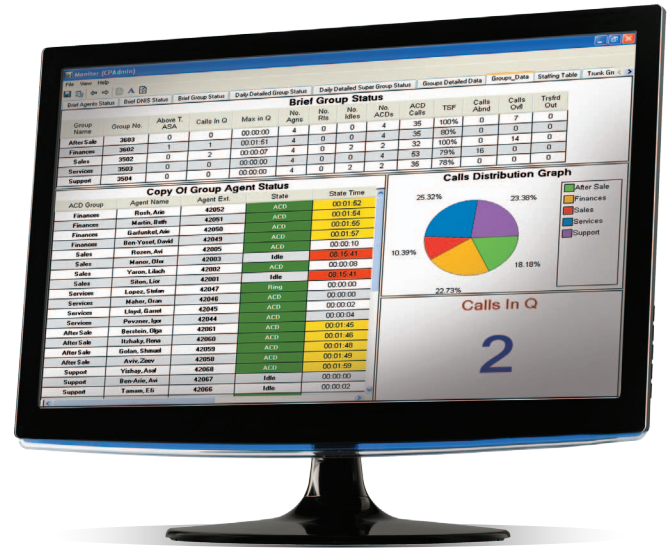 Monitor (CPAdmin)
File View Help
Brief Agents Status Brief DNIS Status Brief Group Status Daily Detailed Group Status Daily Detailed Super Group Status Groups Detailed Data Groups_Data Staffing Table Trunk Gr
Brief Group Status
Group Name Group No. Above T. ASA Calls In Q Max in Q No. Agns No. Rls No. Idles No. ACDs ACD Calls TSF Calls Abnd Calls Ovfl Trsfrd Out
After Sale 3603 0 0 00:00:00 4 0 0 4 35 100% 0 7 0
Finances 3602 1 1 00:01:51 4 0 0 4 35 80% 0 0 0
Sales 3502 0 2 00:00:07 4 0 2 2 32 100% 0 14 0
Services 3503 0 0 00:00:00 4 0 0 4 53 79% 16 0 0
Support 3504 0 0 00:00:00 4 0 2 2 36 78% 0 0 0
Copy Of Group Agent Status
ACD Group Agent Name Agent Ext. State State Time
Finances Rosh, Arie 42052 ACD 00:01:52
Finances Martin, Beth 42051 ACD 00:01:54
Finances Garfunkel, Arie 42050 ACD 00:01:55
Finances Ben-Yosef, David 42049 ACD 00:01:57
Sales Rozen, Avi 42005 ACD 00:00:10
Sales Manor, Ofer 42003 Idle 08:15:41
Sales Yaron, Lilach 42002 ACD 00:00:08
Sales Siton, Lior 42001 Idle 08:15:41
Services Lopez, Stefan 42047 Ring 00:00:00
Services Maher, Oran 42046 ACD 00:00:00
Services Lloyd, Garret 42045 ACD 00:00:02
Services Povzner, Igor 42044 ACD 00:00:04
After Sale Berstein, Olga 42061 ACD 00:01:45
After Sale Itzhaky, Rena 42060 ACD 00:01:46
After Sale Golan, Shmuel 42059 ACD 00:01:48
After Sale Aviv, Zeev 42058 ACD 00:01:49
Support Yishay, Asaf 42068 ACD 00:01:59
Support Ben-Arie, Avi 42067 Idle 00:00:00
Support Tamam, Eti 42066 Idle 00:00:02
Calls Distribution Graph
25.32%
23.38%
10.39%
18.18%
22.73%
After Sale
Finances
Sales
Services
Support
Calls In Q
2